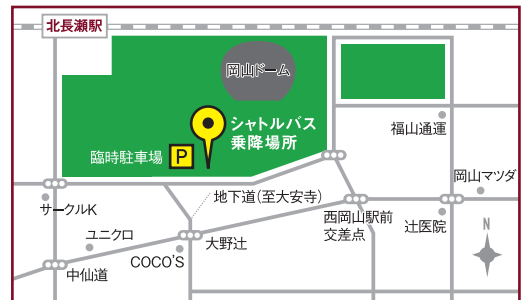 北長瀬駅
岡山ドーム
シャトルバス
乗降場所
臨時駐車場
P
福山通運
岡山マツダ
サークルK
地下道(至大安寺)
西岡山駅前
交差点
辻医院
N
ユニクロ
COCO'S
大野辻
中仙道